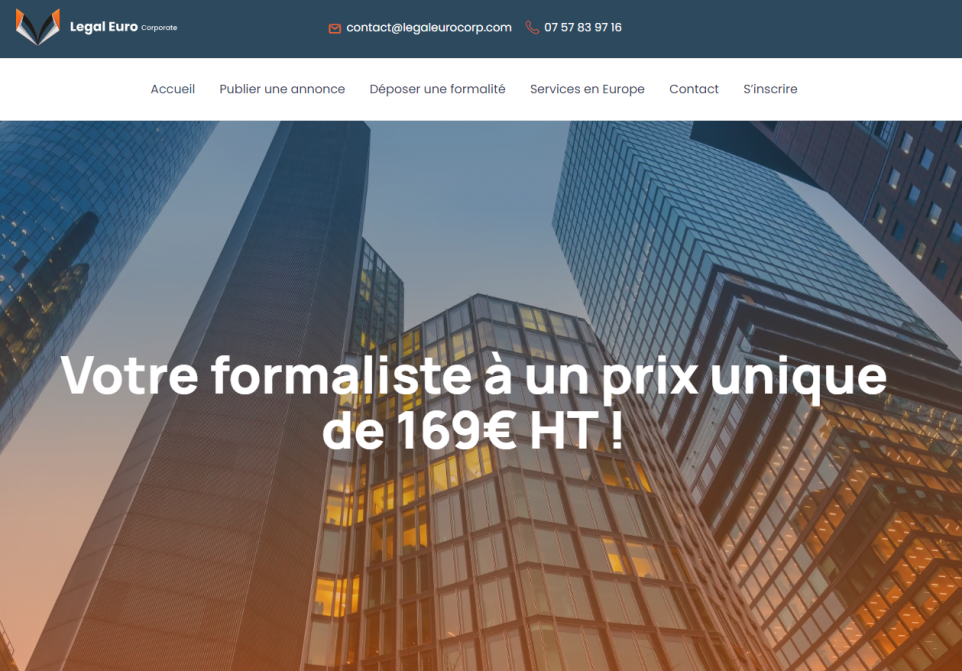 Legal Euro Corporate
contact@legaleurocorp.com 07 57 83 97 16
Accueil Publier une annonce Déposer une formalité Services en Europe Contact S'inscrire
Votre formaliste à un prix unique
de 169€ HT !